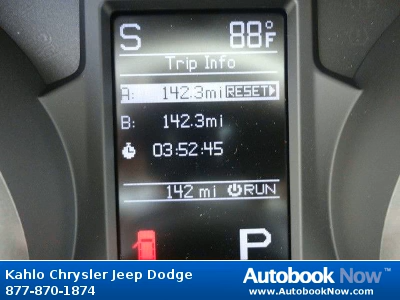 S 88°F
Trip Info
A: 142.3mi RESET
B: 142.3mi
03:52:45
142 mi RUN
P
Kahlo Chrysler Jeep Dodge
877-870-1874
Autobook Now™
www.AutobookNow.com